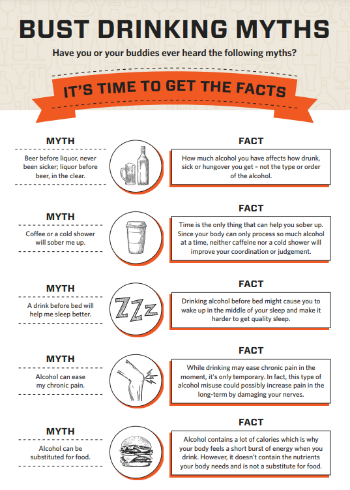 BUST DRINKING MYTHS
Have you or your buddies ever heard the following myths?
IT'S TIME TO GET THE FACTS
MYTH
Beer before liquor, never
been sicker; liquor before
beer, in the clear.
FACT
How much alcohol you have affects how drunk,
sick or hungover you get – not the type or order
of the alcohol.
MYTH
Coffee or a cold shower
will sober me up.
FACT
Time is the only thing that can help you sober up.
Since your body can only process so much alcohol
at a time, neither caffeine nor a cold shower will
improve your coordination or judgement.
MYTH
A drink before bed will
help me sleep better.
ZZz
FACT
Drinking alcohol before bed might cause you to
wake up in the middle of your sleep and make it
harder to get quality sleep.
MYTH
Alcohol can ease
my chronic pain.
FACT
While drinking may ease chronic pain in the
moment, it's only temporary. In fact, this type of
alcohol misuse could possibly increase pain in the
long-term by damaging your nerves.
MYTH
Alcohol can be
substituted for food.
FACT
Alcohol contains a lot of calories which is why
your body feels a short burst of energy when you
drink. However, it doesn't contain the nutrients
your body needs and is not a substitute for food.